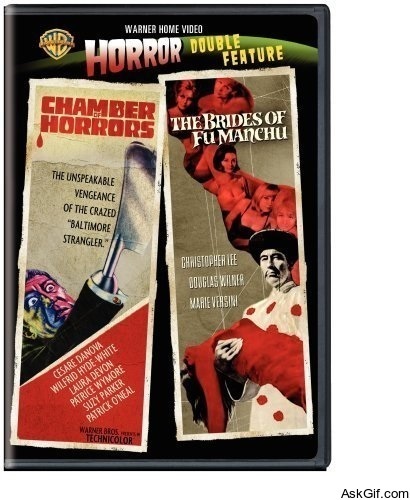 WB
WARNER HOME VIDEO
HORROR DOUBLE
FEATURE
CHAMBER
OF
HORRORS
THE UNSPEAKABLE
VENGEANCE
OF THE CRAZED
"BALTIMORE
STRANGLER."
CESARE DANOVA
WILFRID HYDE WHITE
LAURA DEVON
PATRICE WYMORE
SUZY PARKER
PATRICK O'NEAL
WARNER BROS.
TECHNICOLOR
THE BRIDES OF
FU MANCHU
CHRISTOPHER LEE
DOUGLAS WILMER
MARIE VERSINI
AskGif.com